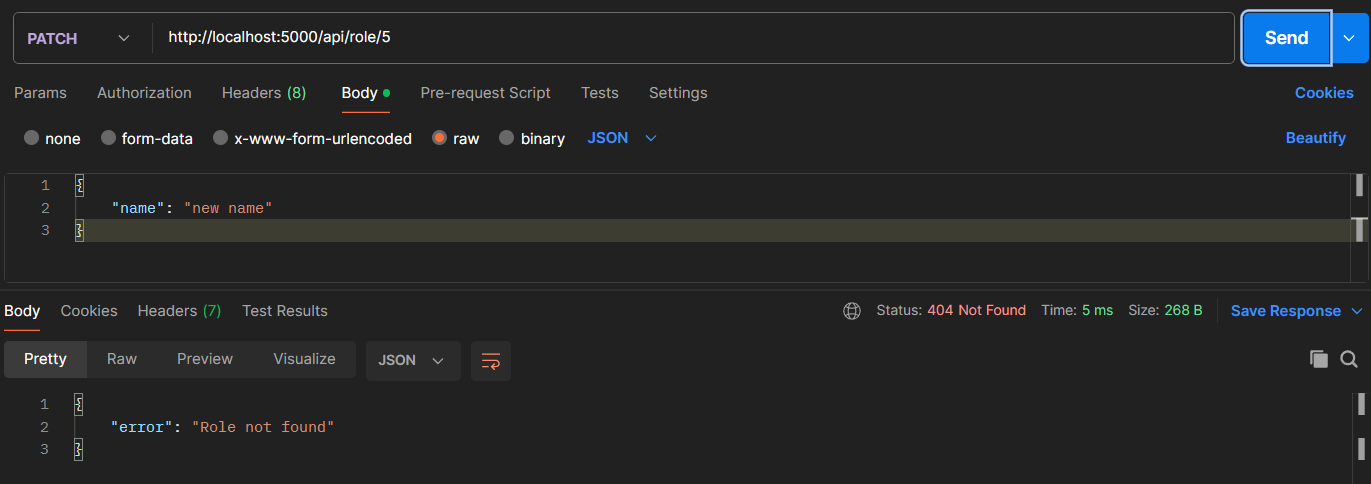 PATCH http://localhost:5000/api/role/5 Send
Params Authorization Headers (8) Body Pre-request Script Tests Settings Cookies
none form-data x-www-form-urlencoded raw binary JSON Beautify
1 {
2 "name": "new name"
3 }
Body Cookies Headers (7) Test Results Status: 404 Not Found Time: 5 ms Size: 268 B Save Response
Pretty Raw Preview Visualize JSON
1 {
2 "error": "Role not found"
3 }